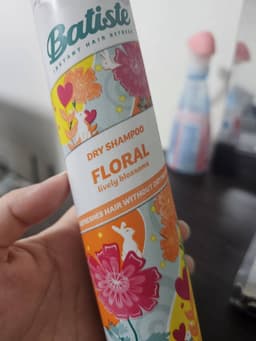 Batiste
INSTANT HAIR REFRESH
DRY SHAMPOO
FLORAL
lively blossoms
REFRESHES HAIR WITHOUT